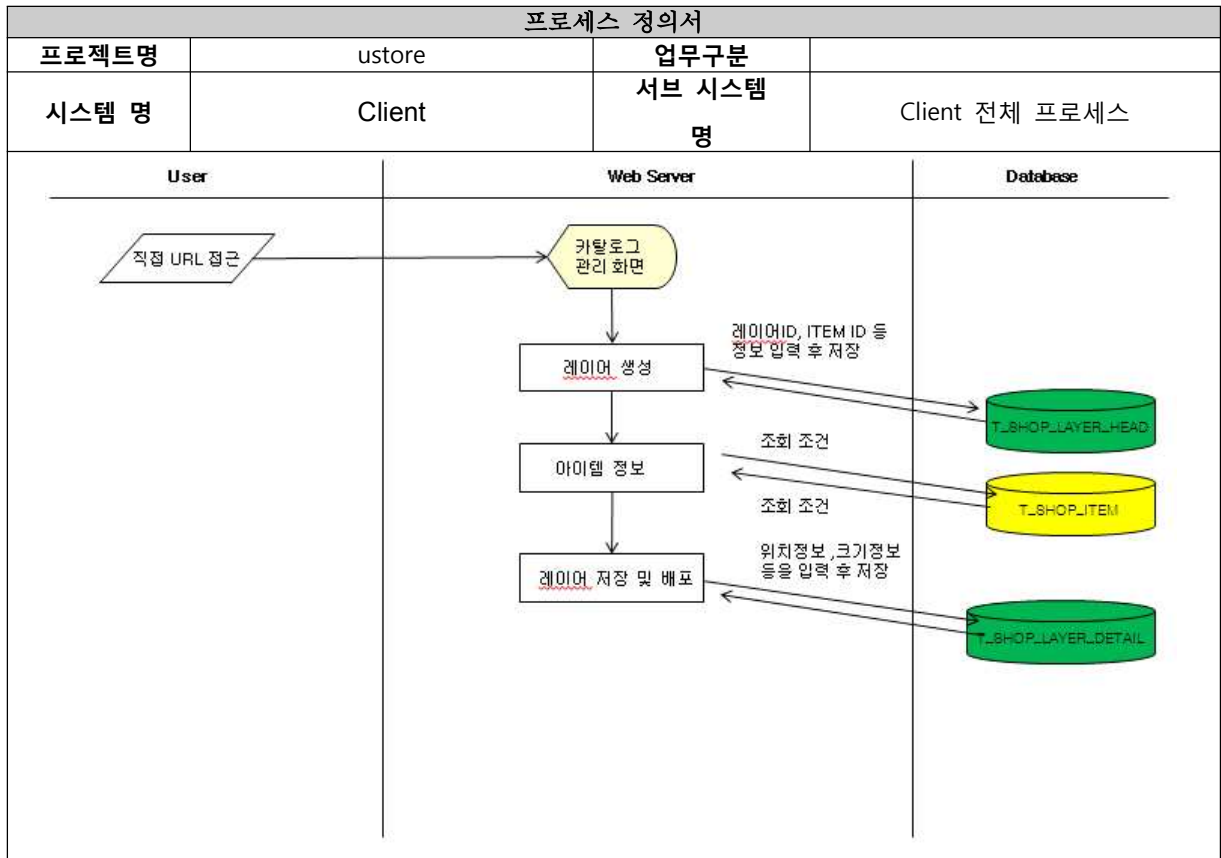 프로세스 정의서
프로젝트명 ustore 업무구분
시스템 명 Client 서브 시스템 명 Client 전체 프로세스
User Web Server Database
직접 URL 접근
카탈로그
관리 화면
레이어ID, ITEM ID 등
정보 입력 후 저장
레이어 생성
T_SHOP_LAYER_HEAD
조회 조건
아이템 정보
조회 조건
T_SHOP_ITEM
위치정보 ,크기정보
등을 입력 후 저장
레이어 저장 및 배포
T_SHOP_LAYER_DETAIL